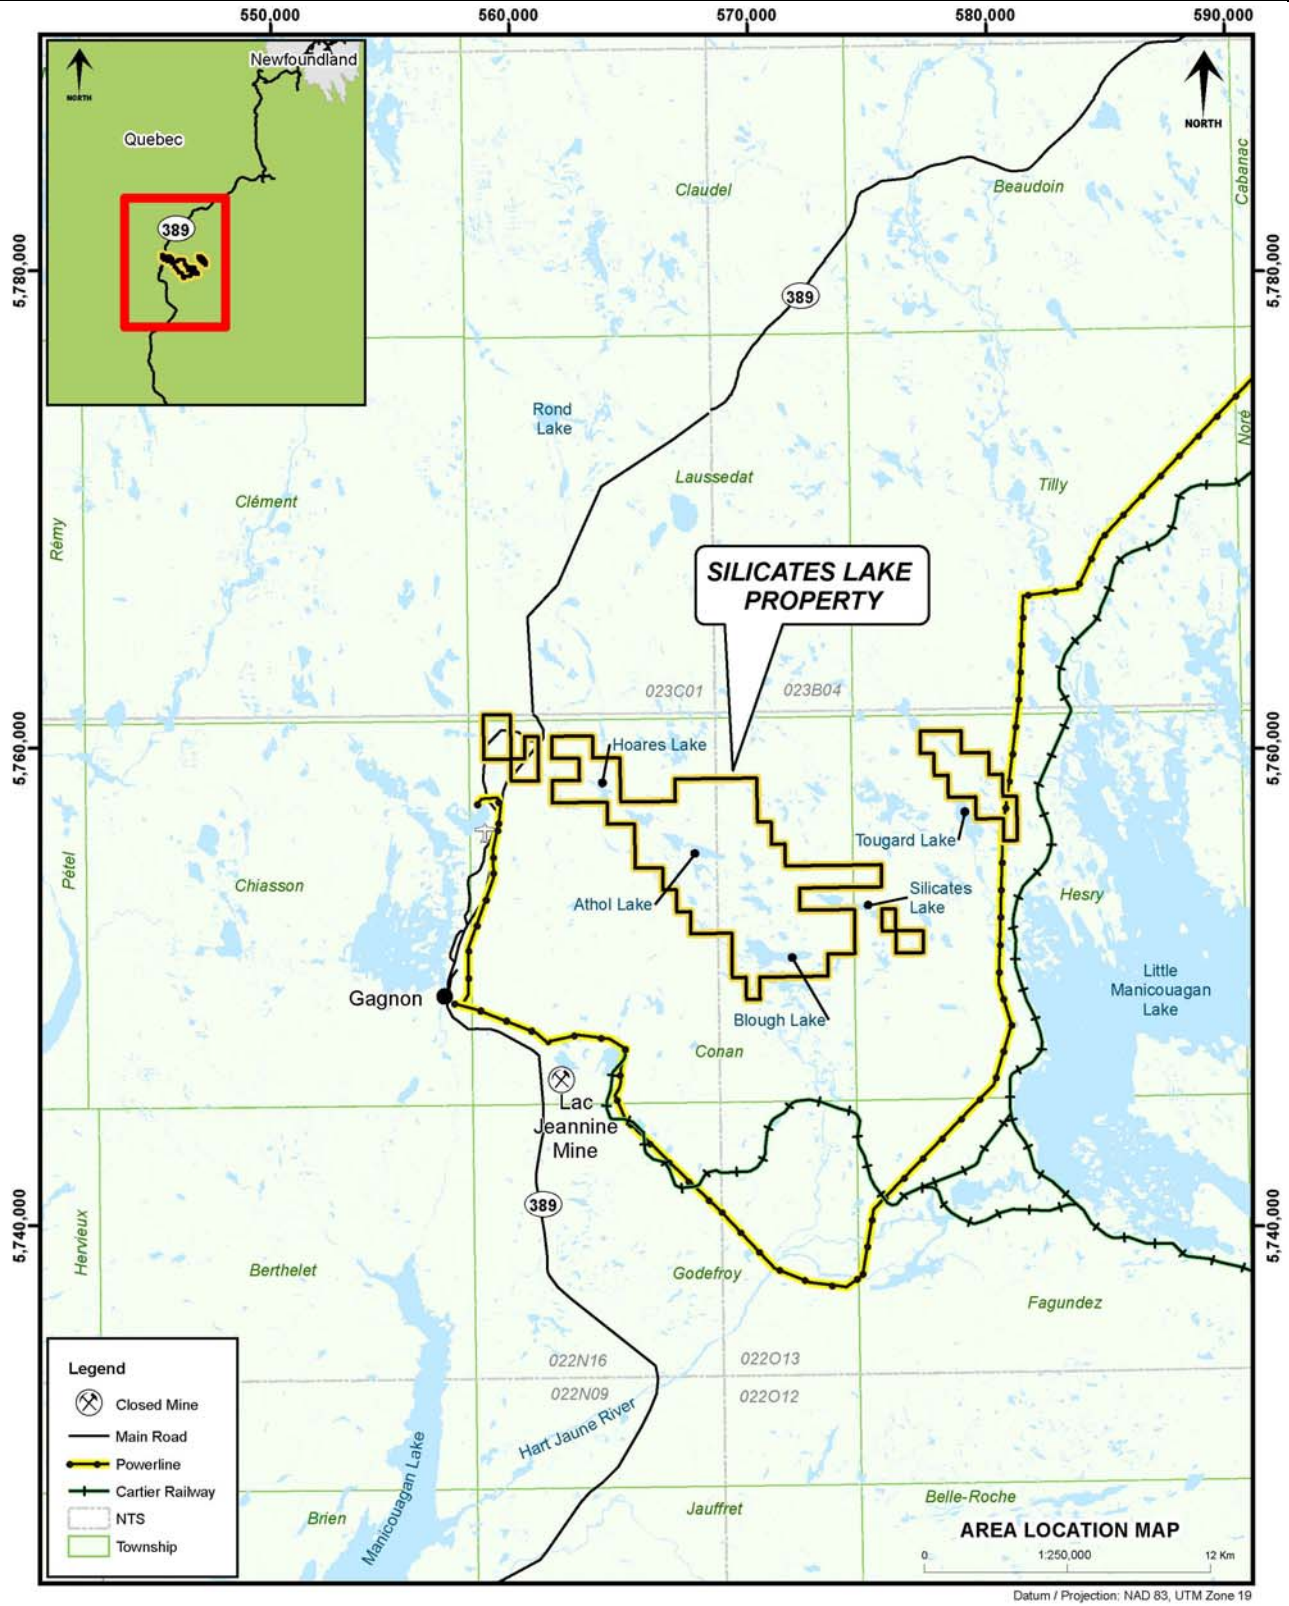 550,000
560,000
570,000
580,000
590,000
Newfoundland
NORTH
Quebec
389
NORTH
Cabanac
Claudel
Beaudoin
5,780,000
5,780,000
389
Rond
Lake
Noré
Laussedat
Tilly
Clément
Rémy
SILICATES LAKE
PROPERTY
023C01
023B04
5,760,000
5,760,000
Hoares Lake
Tougard Lake
Pétel
Chiasson
Athol Lake
Silicates
Lake
Hesry
Gagnon
Little
Manicouagan
Lake
Blough Lake
Conan
Lac
Jeannine
Mine
389
5,740,000
5,740,000
Hervieux
Berthelet
Godefroy
Fagundez
022N16
022O13
022N09
022O12
Hart Jaune River
Manicouagan Lake
Legend
Closed Mine
Main Road
Powerline
Cartier Railway
NTS
Township
Brien
Jauffret
Belle-Roche
AREA LOCATION MAP
0
1:250,000
12 Km
Datum / Projection: NAD 83, UTM Zone 19